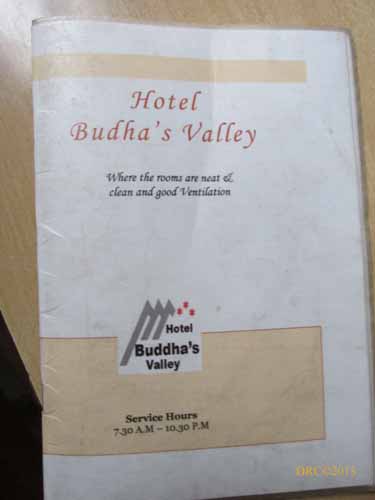 Hotel
Budha's Valley
Where the rooms are neat &
clean and good Ventilation
Hotel
Buddha's
Valley
Service Hours
7.30 A.M – 10.30 P.M
DRC©2013